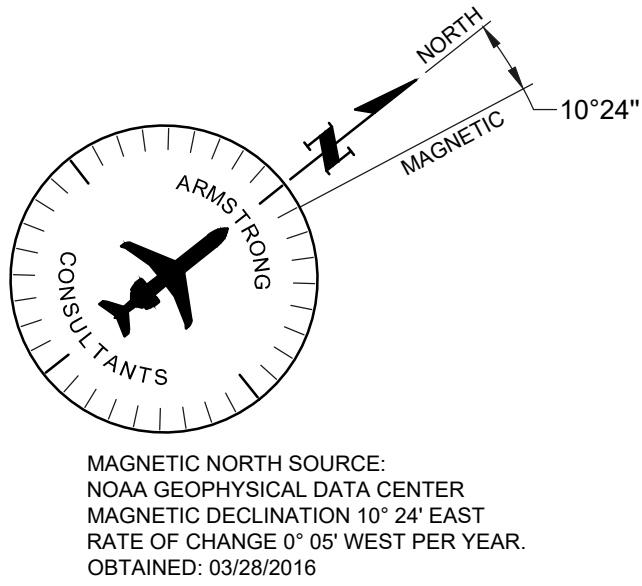 NORTH
10°24"
MAGNETIC
N
ARMSTRONG
CONSULTANTS
MAGNETIC NORTH SOURCE:
NOAA GEOPHYSICAL DATA CENTER
MAGNETIC DECLINATION 10° 24' EAST
RATE OF CHANGE 0° 05' WEST PER YEAR.
OBTAINED: 03/28/2016